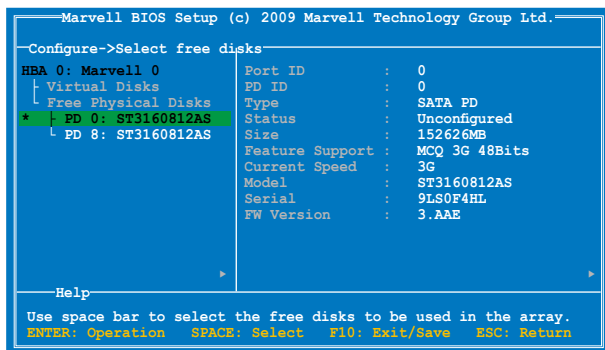 Marvell BIOS Setup (c) 2009 Marvell Technology Group Ltd.
Configure->Select free disks
HBA 0: Marvell 0
Virtual Disks
Free Physical Disks
* PD 0: ST3160812AS
PD 8: ST3160812AS
Port ID : 0
PD ID : 0
Type : SATA PD
Status : Unconfigured
Size : 152626MB
Feature Support : MCQ 3G 48Bits
Current Speed : 3G
Model : ST3160812AS
Serial : 9LS0F4HL
FW Version : 3.AAE
Help
Use space bar to select the free disks to be used in the array.
ENTER: Operation SPACE: Select F10: Exit/Save ESC: Return